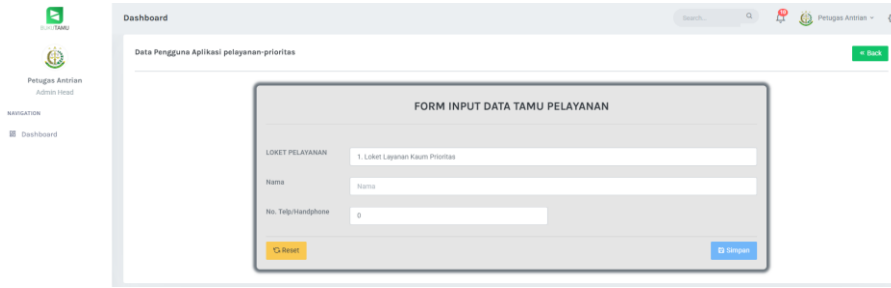 BUKUTAMU
Petugas Antrian
Admin Head
NAVIGATION
Dashboard
Dashboard
Search...
10
Petugas Antrian
Data Pengguna Aplikasi pelayanan-prioritas
« Back
FORM INPUT DATA TAMU PELAYANAN
LOKET PELAYANAN
1. Loket Layanan Kaum Prioritas
Nama
Nama
No. Telp/Handphone
0
Reset
Simpan